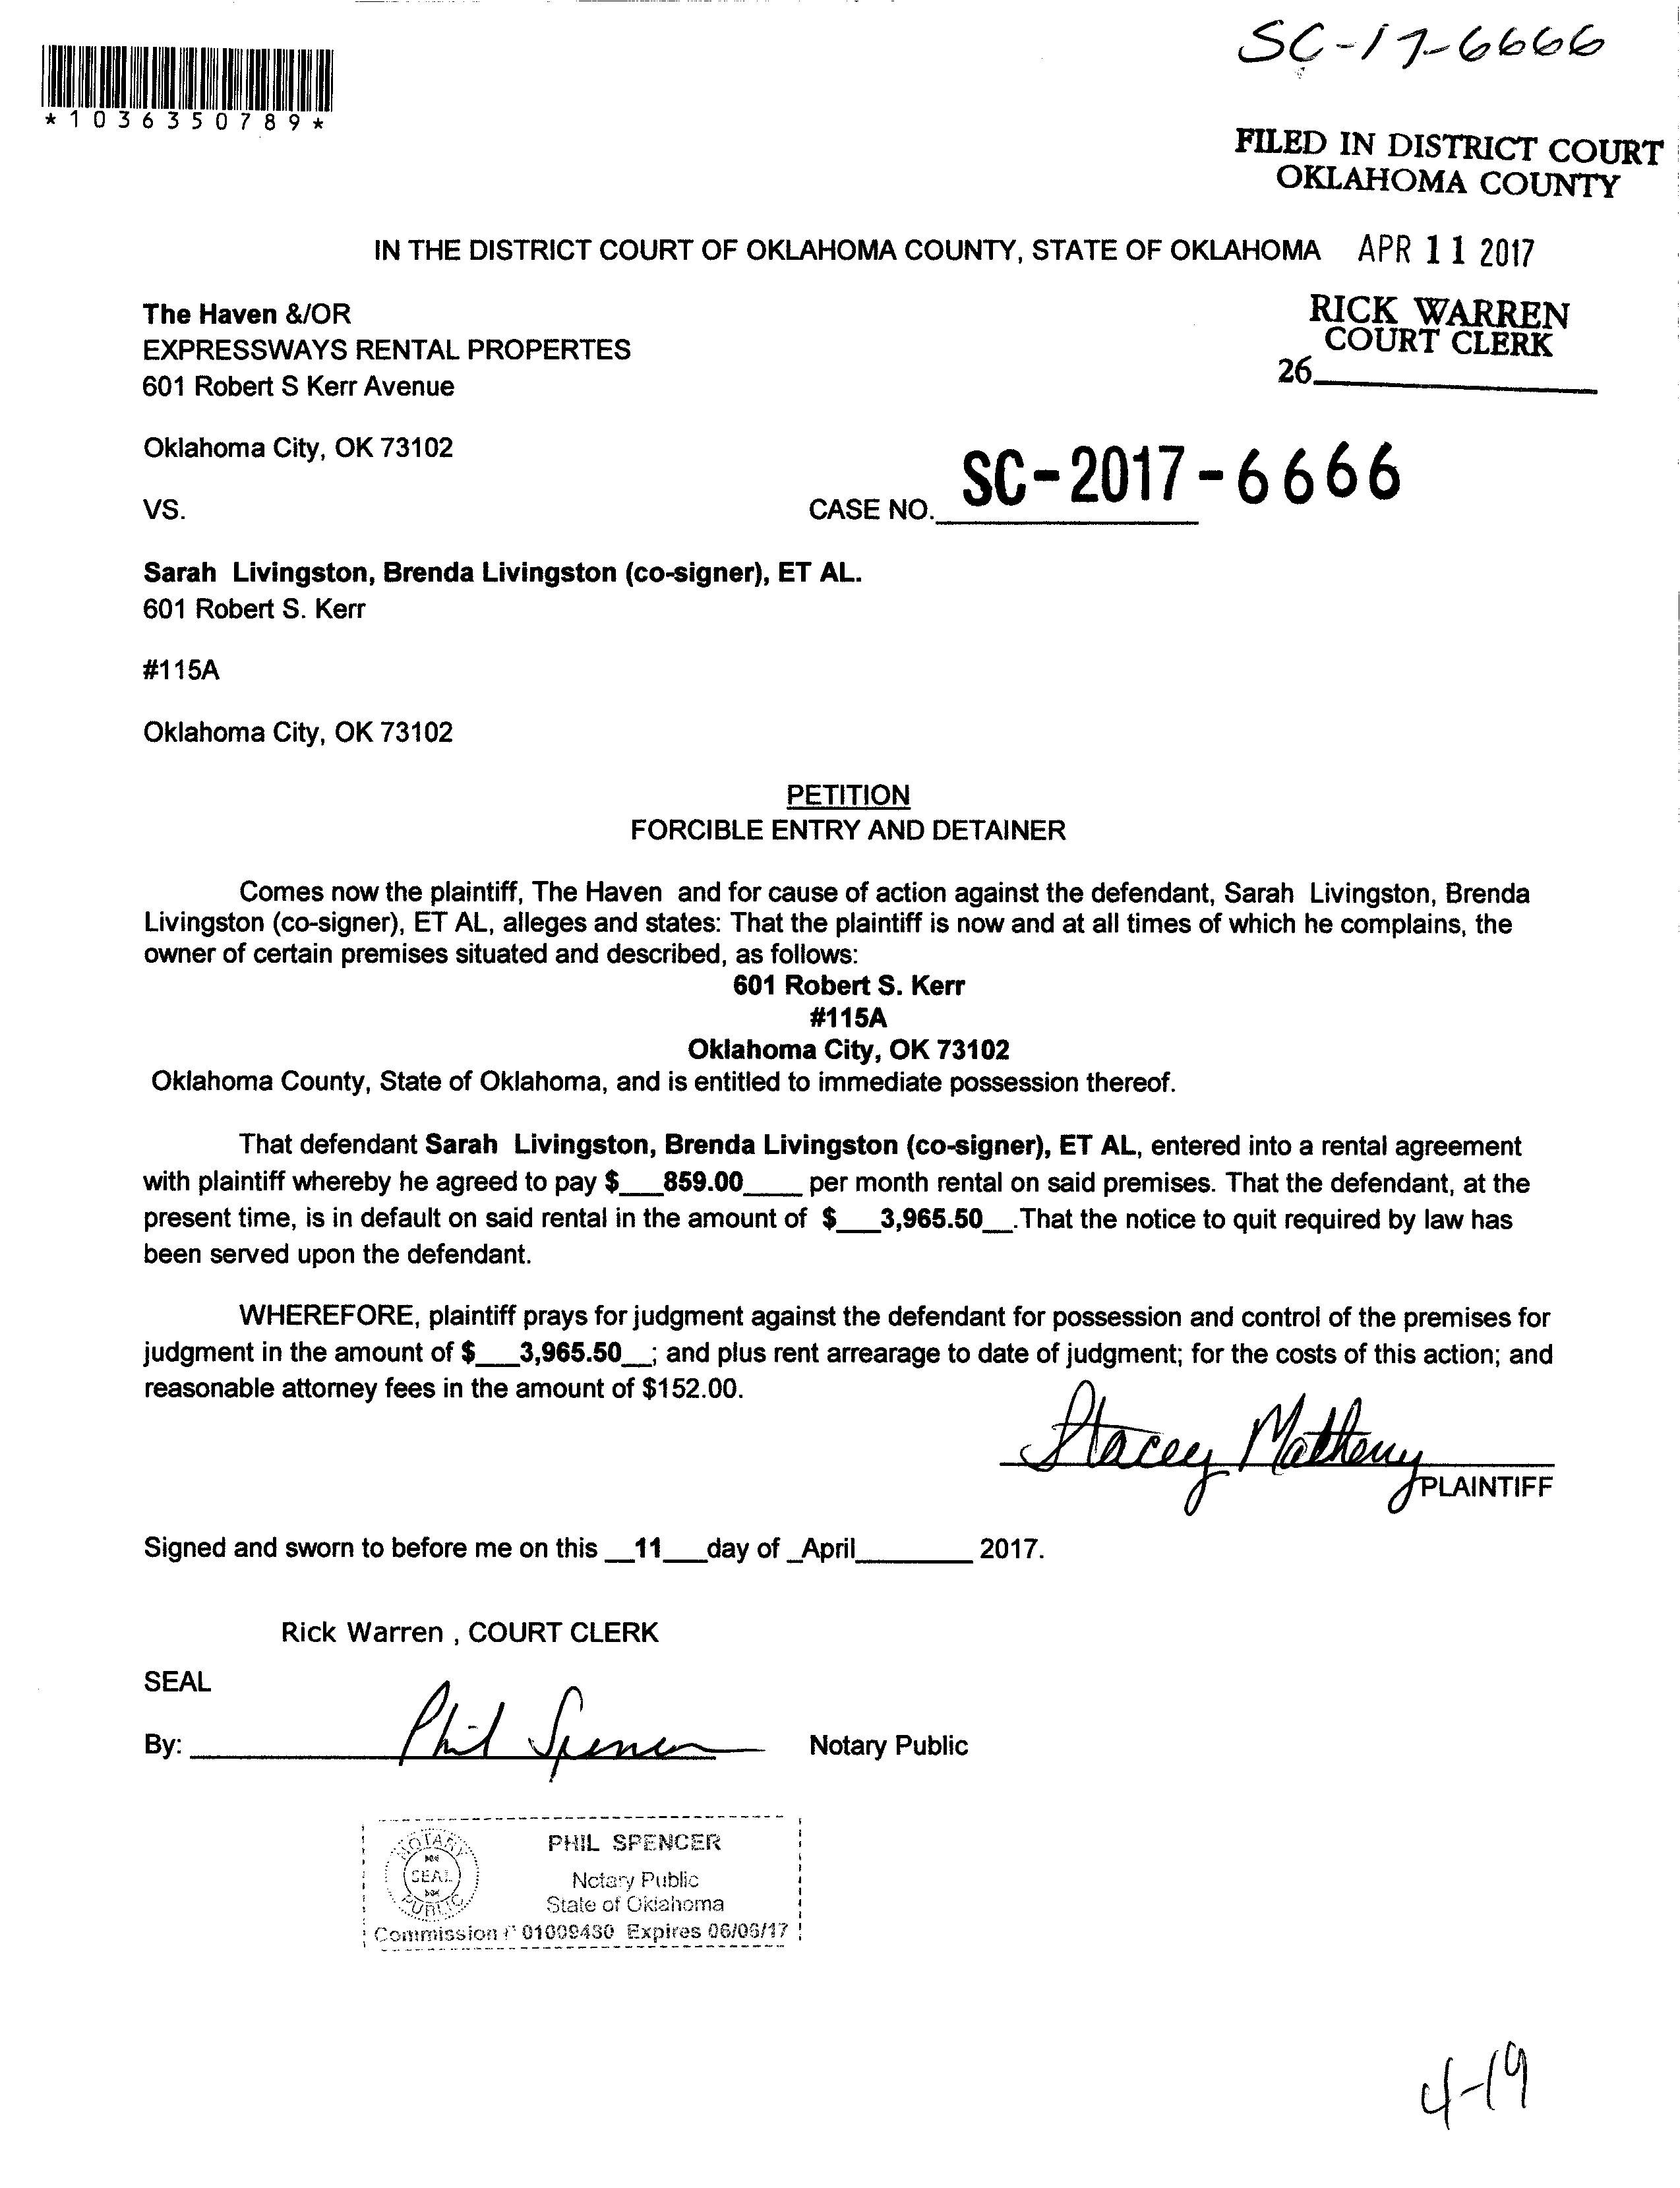 SC-17-6666
*1036350789*
FILED IN DISTRICT COURT
OKLAHOMA COUNTY
IN THE DISTRICT COURT OF OKLAHOMA COUNTY, STATE OF OKLAHOMA APR 11 2017
The Haven &/OR
EXPRESSWAYS RENTAL PROPERTES
601 Robert S Kerr Avenue
RICK WARREN
COURT CLERK
26
Oklahoma City, OK 73102
VS.
CASE NO. SC-2017-6666
Sarah Livingston, Brenda Livingston (co-signer), ET AL.
601 Robert S. Kerr
#115A
Oklahoma City, OK 73102
PETITION
FORCIBLE ENTRY AND DETAINER
Comes now the plaintiff, The Haven and for cause of action against the defendant, Sarah Livingston, Brenda
Livingston (co-signer), ET AL, alleges and states: That the plaintiff is now and at all times of which he complains, the
owner of certain premises situated and described, as follows:
601 Robert S. Kerr
#115A
Oklahoma City, OK 73102
Oklahoma County, State of Oklahoma, and is entitled to immediate possession thereof.
That defendant Sarah Livingston, Brenda Livingston (co-signer), ET AL, entered into a rental agreement
with plaintiff whereby he agreed to pay $___859.00____ per month rental on said premises. That the defendant, at the
present time, is in default on said rental in the amount of $___3,965.50__.That the notice to quit required by law has
been served upon the defendant.
WHEREFORE, plaintiff prays for judgment against the defendant for possession and control of the premises for
judgment in the amount of $___3,965.50__; and plus rent arrearage to date of judgment; for the costs of this action; and
reasonable attorney fees in the amount of $152.00.
Stacey Matheny
PLAINTIFF
Signed and sworn to before me on this __11___day of _April________ 2017.
Rick Warren , COURT CLERK
SEAL
By: Phil Spencer Notary Public
NOTARY
SEAL
PUBLIC
PHIL SPENCER
Notary Public
State of Oklahoma
Commission # 01009430 Expires 06/06/17
4-19